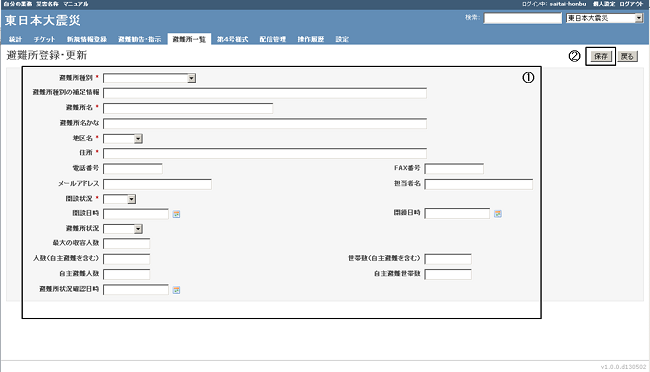 自分の業務 災害名称 マニュアル ログイン中: saitai-honbu 個人設定 ログアウト
東日本大震災 検索: 東日本大震災
統計 チケット 新規情報登録 避難勧告・指示 避難所一覧 第4号様式 配信管理 操作履歴 設定
避難所登録・更新 ② 保存 戻る
①
避難所種別 *
避難所種別の補足情報
避難所名 *
避難所名かな
地区名 *
住所 *
電話番号 FAX番号
メールアドレス 担当者名
開設状況 *
開設日時 閉鎖日時
避難所状況
最大の収容人数
人数(自主避難を含む) 世帯数(自主避難を含む)
自主避難人数 自主避難世帯数
避難所状況確認日時
v1.0.0.d130502